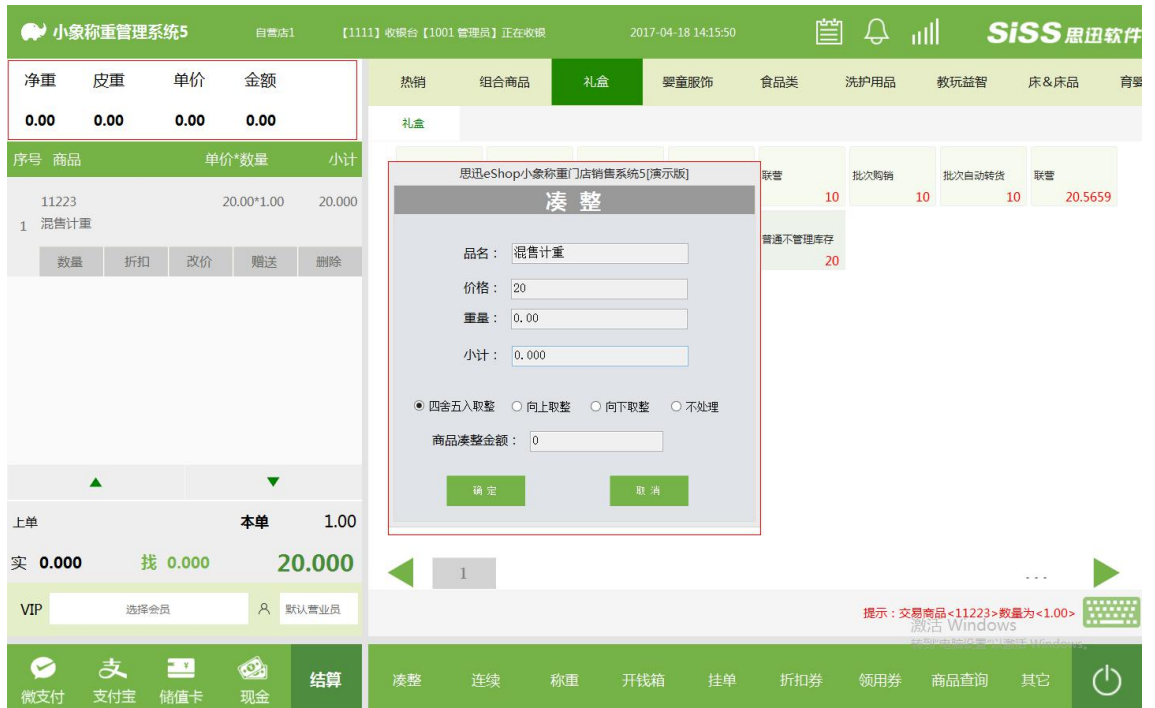 小象称重管理系统5 自营店1 【1111】收银台【1001 管理员】正在收银 2017-04-18 14:15:50 SiSS 思迅软件
净重 皮重 单价 金额
0.00 0.00 0.00 0.00
热销 组合商品 礼盒 婴童服饰 食品类 洗护用品 教玩益智 床&床品 育婴
礼盒
序号 商品 单价*数量 小计
11223 20.00*1.00 20.000
1 混售计重
数量 折扣 改价 赠送 删除
联营 10 批次购销 10 批次自动转货 10 联营 20.5659
普通不管理库存 20
思迅eShop小象称重门店销售系统5[演示版]
凑 整
品名： 混售计重
价格： 20
重量： 0.00
小计： 0.000
四舍五入取整 向上取整 向下取整 不处理
商品凑整金额： 0
确 定 取 消
上单 本单 1.00
实 0.000 找 0.000 20.000
VIP 选择会员 默认营业员
1 ...
提示：交易商品<11223>数量为<1.00>
激活 Windows
转到"电脑设置"以激活 Windows。
微支付 支付宝 储值卡 现金 结算
凑整 连续 称重 开钱箱 挂单 折扣券 领用券 商品查询 其它